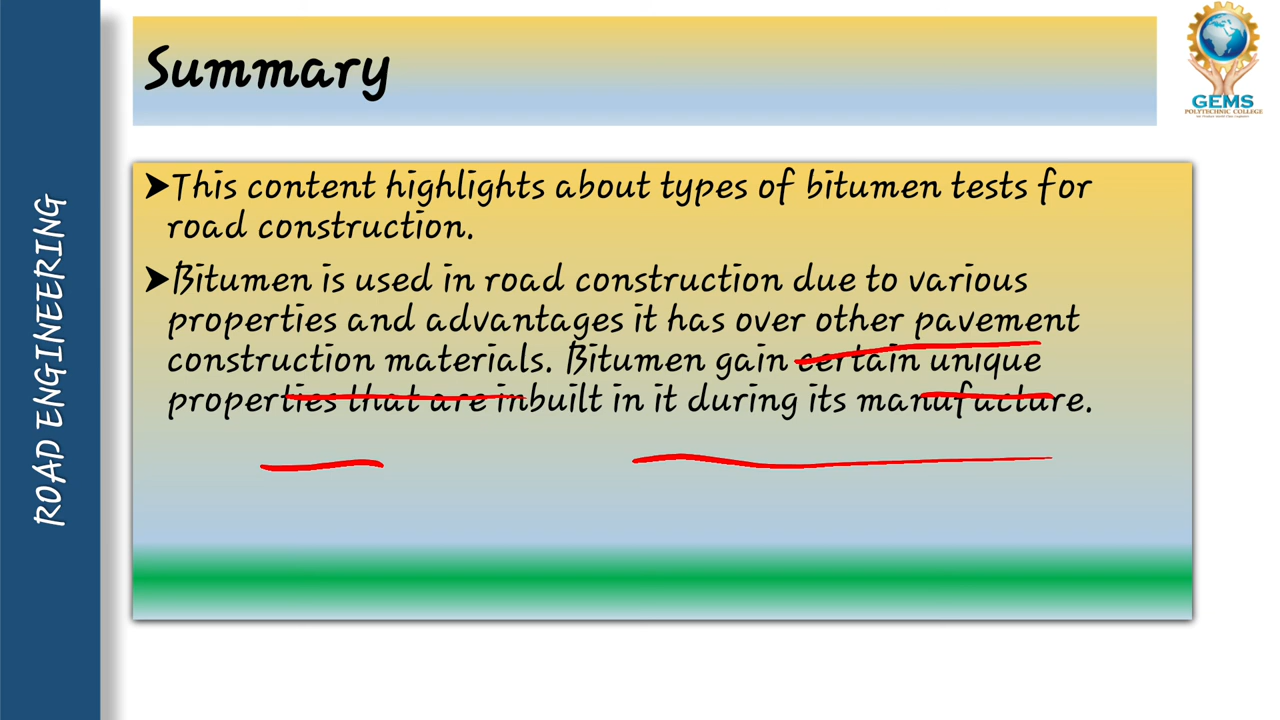 Summary
GEMS
POLYTECHNIC COLLEGE
ROAD ENGINEERING
➤This content highlights about types of bitumen tests for
road construction.
➤Bitumen is used in road construction due to various
properties and advantages it has over other pavement
construction materials. Bitumen gain certain unique
properties that are inbuilt in it during its manufacture.